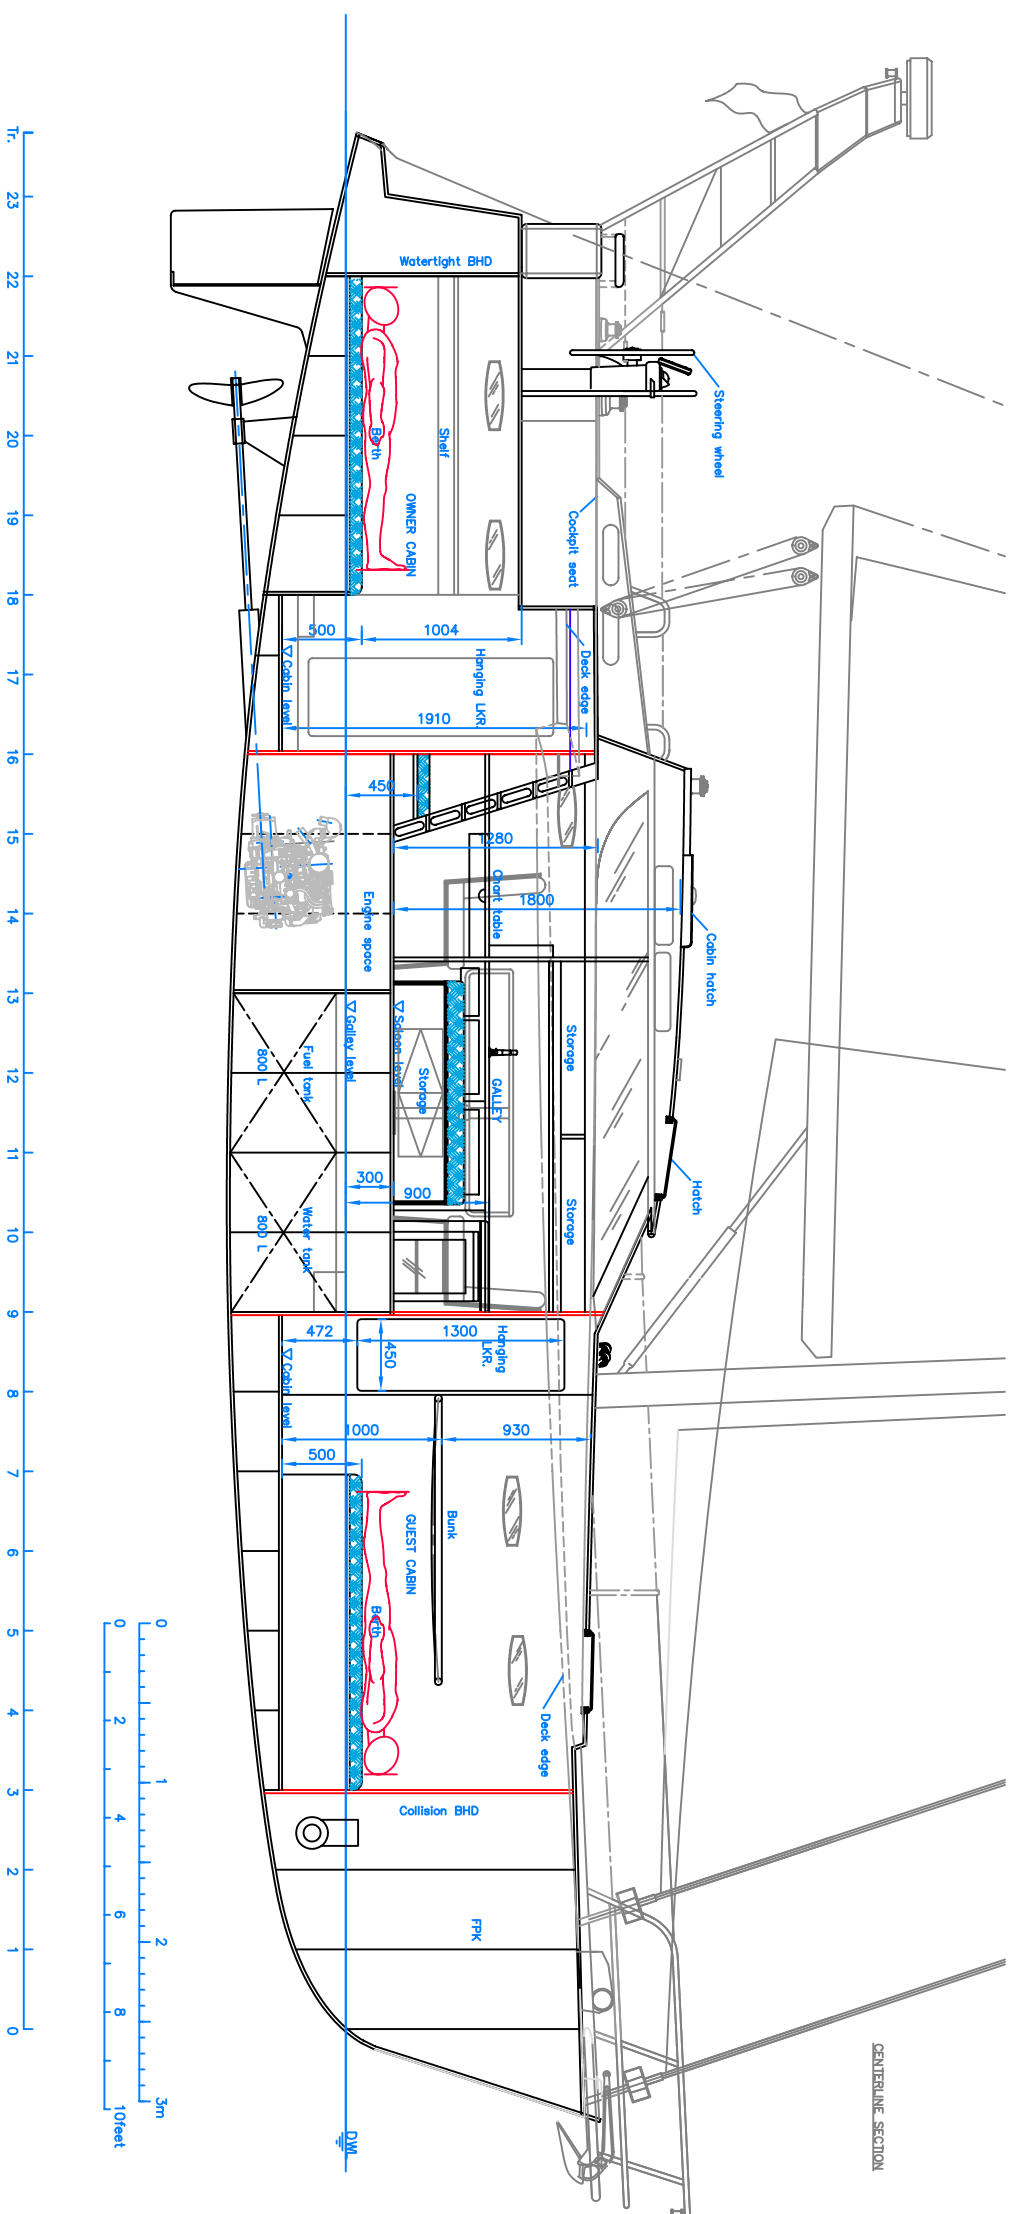 CENTERLINE SECTION
Steering wheel
Cockpit seat
Deck edge
Cabin hatch
Hatch
Watertight BHD
Shelf
Berth
OWNER CABIN
Hanging LKR.
500
1004
1910
Cabin level
450
1280
1800
Chart table
Engine space
Storage
Storage
GALLEY
Storage
Saloon level
Galley level
Fuel tank
800 L
Water tank
800 L
300
900
472
1300
450
Hanging
LKR.
Cabin level
1000
930
500
Bunk
GUEST CABIN
Berth
Deck edge
Collision BHD
FPK
DWL
0 1 2 3m
0 2 4 6 8 10feet
Tr. 23 22 21 20 19 18 17 16 15 14 13 12 11 10 9 8 7 6 5 4 3 2 1 0